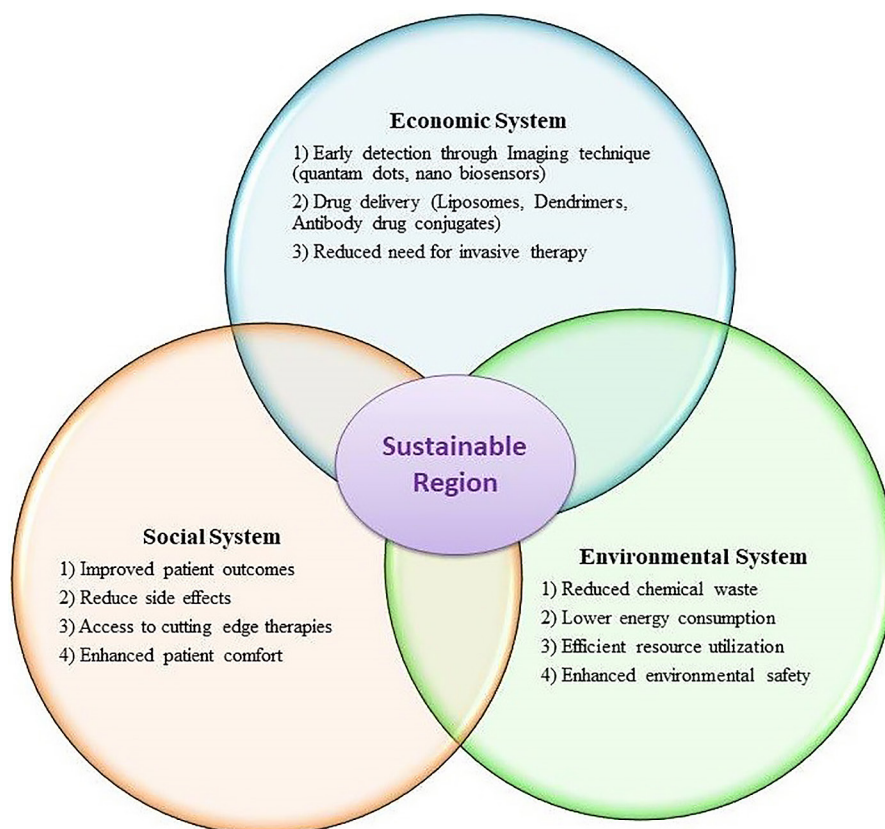 Economic System
1) Early detection through Imaging technique
(quantam dots, nano biosensors)
2) Drug delivery (Liposomes, Dendrimers,
Antibody drug conjugates)
3) Reduced need for invasive therapy
Sustainable
Region
Social System
1) Improved patient outcomes
2) Reduce side effects
3) Access to cutting edge therapies
4) Enhanced patient comfort
Environmental System
1) Reduced chemical waste
2) Lower energy consumption
3) Efficient resource utilization
4) Enhanced environmental safety